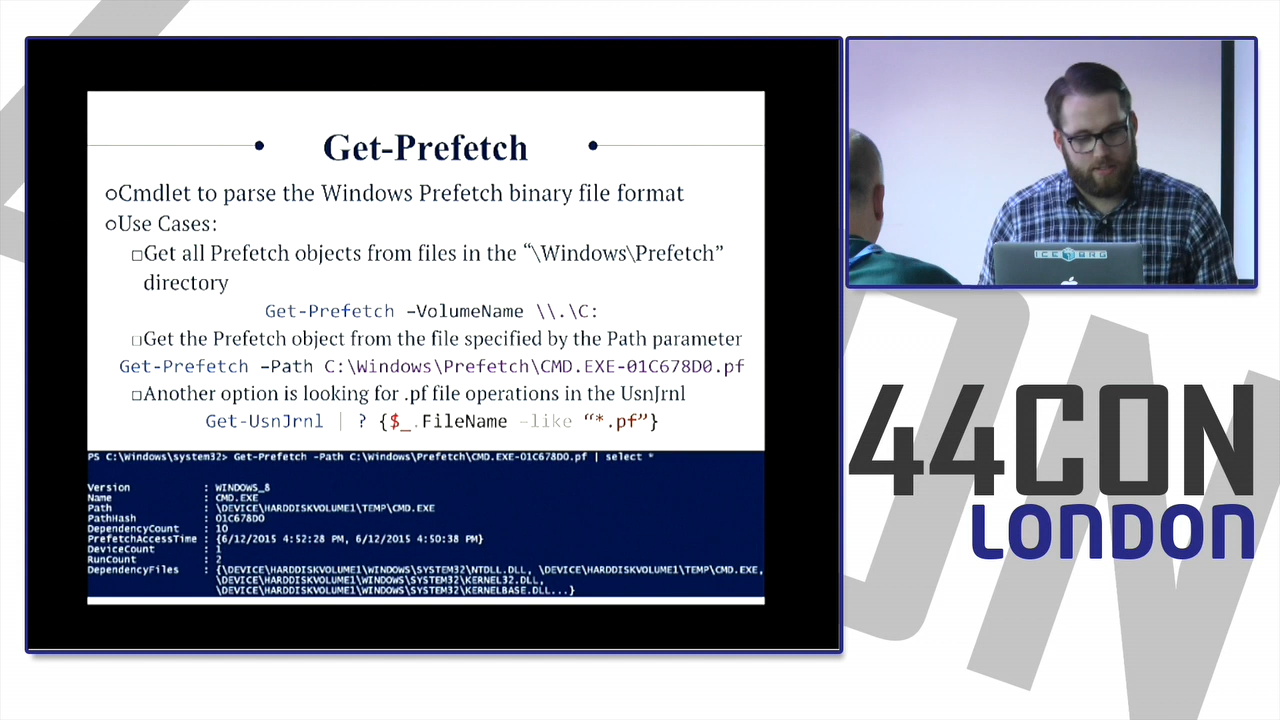 Get-Prefetch
Cmdlet to parse the Windows Prefetch binary file format
Use Cases:
Get all Prefetch objects from files in the “\Windows\Prefetch”
directory
Get-Prefetch –VolumeName \\.\C:
Get the Prefetch object from the file specified by the Path parameter
Get-Prefetch –Path C:\Windows\Prefetch\CMD.EXE-01C678D0.pf
Another option is looking for .pf file operations in the UsnJrnl
Get-UsnJrnl | ? {$_.FileName –like “*.pf”}
PS C:\Windows\system32> Get-Prefetch -Path C:\Windows\Prefetch\CMD.EXE-01C678D0.pf | select *
Version : WINDOWS_8
Name : CMD.EXE
Path : \DEVICE\HARDDISKVOLUME1\TEMP\CMD.EXE
PathHash : 01C678D0
DependencyCount : 10
PrefetchAccessTime : {6/12/2015 4:52:28 PM, 6/12/2015 4:50:38 PM}
DeviceCount : 1
RunCount : 2
DependencyFiles : {\DEVICE\HARDDISKVOLUME1\WINDOWS\SYSTEM32\NTDLL.DLL, \DEVICE\HARDDISKVOLUME1\TEMP\CMD.EXE,
\DEVICE\HARDDISKVOLUME1\WINDOWS\SYSTEM32\KERNEL32.DLL,
\DEVICE\HARDDISKVOLUME1\WINDOWS\SYSTEM32\KERNELBASE.DLL...}
ICEBRG
44CON
LONDON